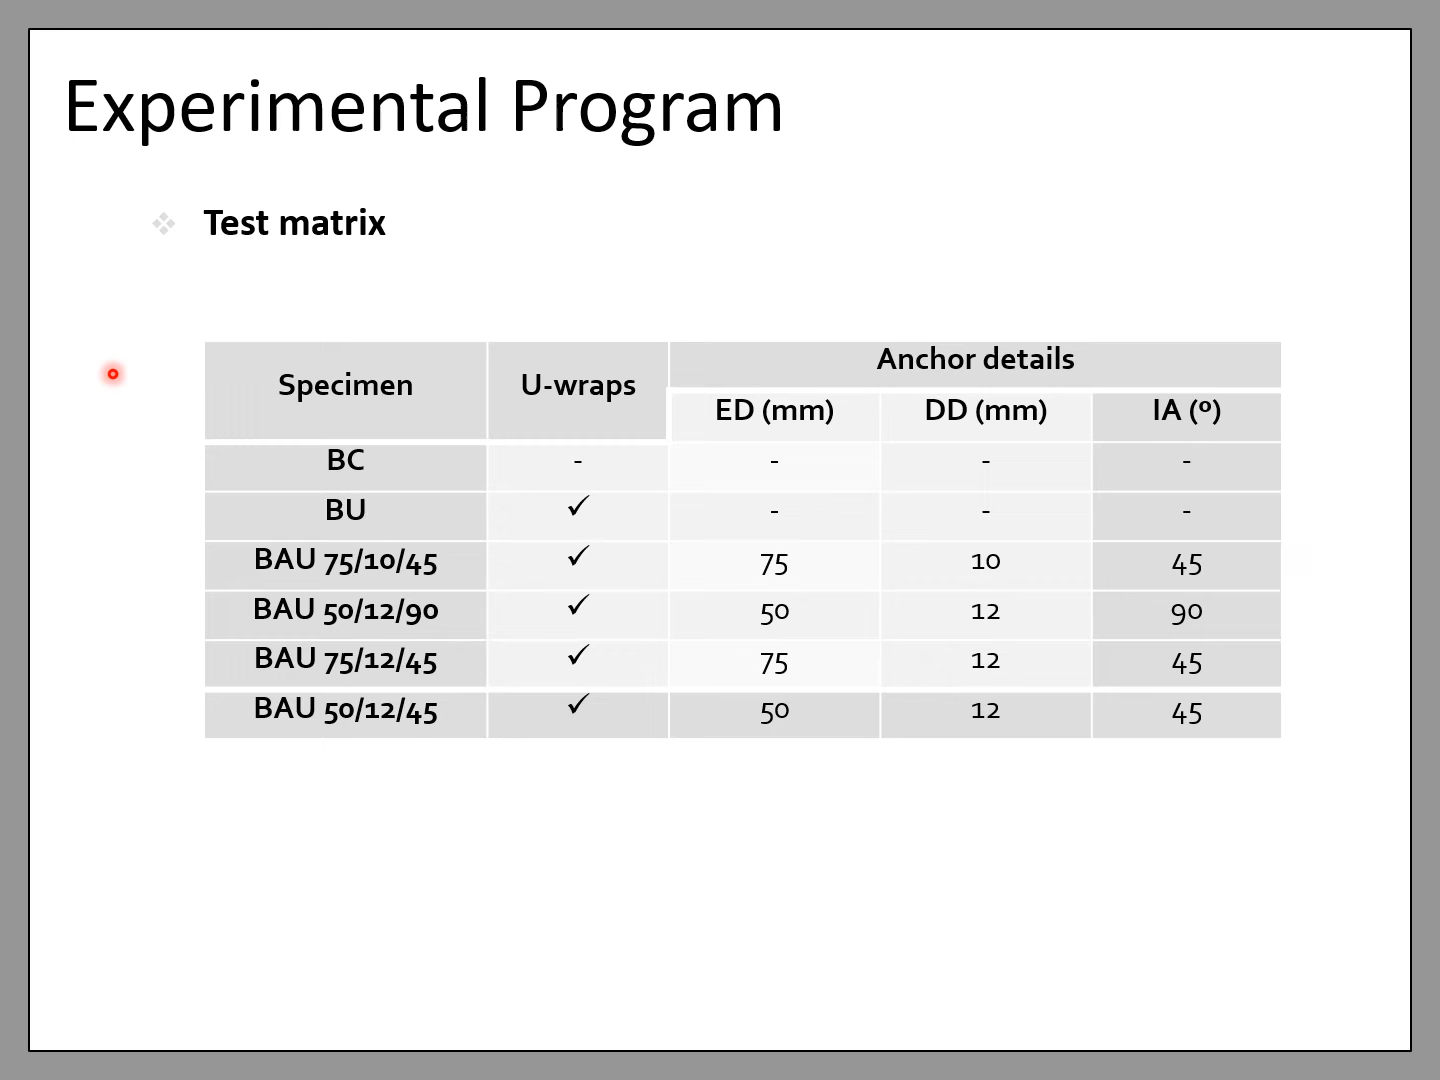 Experimental Program
Test matrix
Specimen U-wraps Anchor details
ED (mm) DD (mm) IA (º)
BC - - - -
BU ✓ - - -
BAU 75/10/45 ✓ 75 10 45
BAU 50/12/90 ✓ 50 12 90
BAU 75/12/45 ✓ 75 12 45
BAU 50/12/45 ✓ 50 12 45